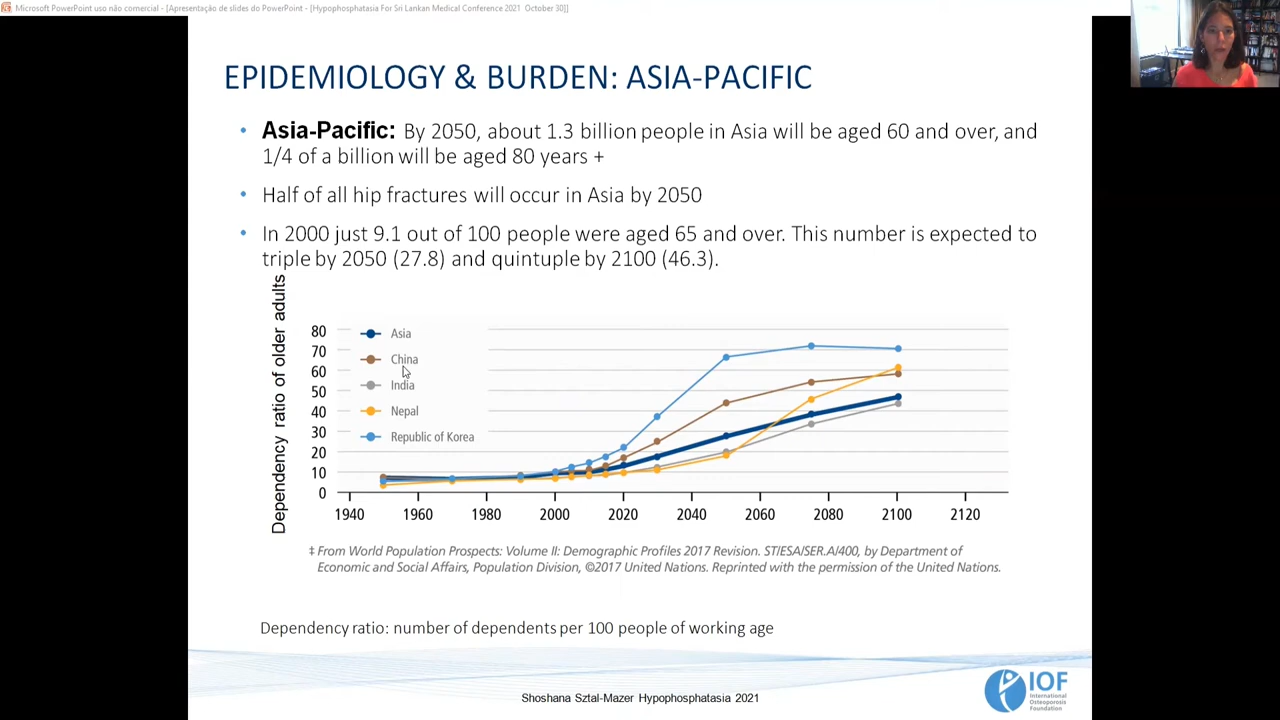 Microsoft PowerPoint uso não comercial - [Apresentação de slides do PowerPoint - [Hypophosphatasia For Sri Lankan Medical Conference 2021 October 30]]
EPIDEMIOLOGY & BURDEN: ASIA-PACIFIC
• Asia-Pacific: By 2050, about 1.3 billion people in Asia will be aged 60 and over, and
1/4 of a billion will be aged 80 years +
• Half of all hip fractures will occur in Asia by 2050
• In 2000 just 9.1 out of 100 people were aged 65 and over. This number is expected to
triple by 2050 (27.8) and quintuple by 2100 (46.3).
Dependency ratio of older adults
80
70
60
50
40
30
20
10
0
Asia
China
India
Nepal
Republic of Korea
1940 1960 1980 2000 2020 2040 2060 2080 2100 2120
‡ From World Population Prospects: Volume II: Demographic Profiles 2017 Revision. ST/ESA/SER.A/400, by Department of
Economic and Social Affairs, Population Division, ©2017 United Nations. Reprinted with the permission of the United Nations.
Dependency ratio: number of dependents per 100 people of working age
Shoshana Sztal-Mazer Hypophosphatasia 2021
IOF
International
Osteoporosis
Foundation